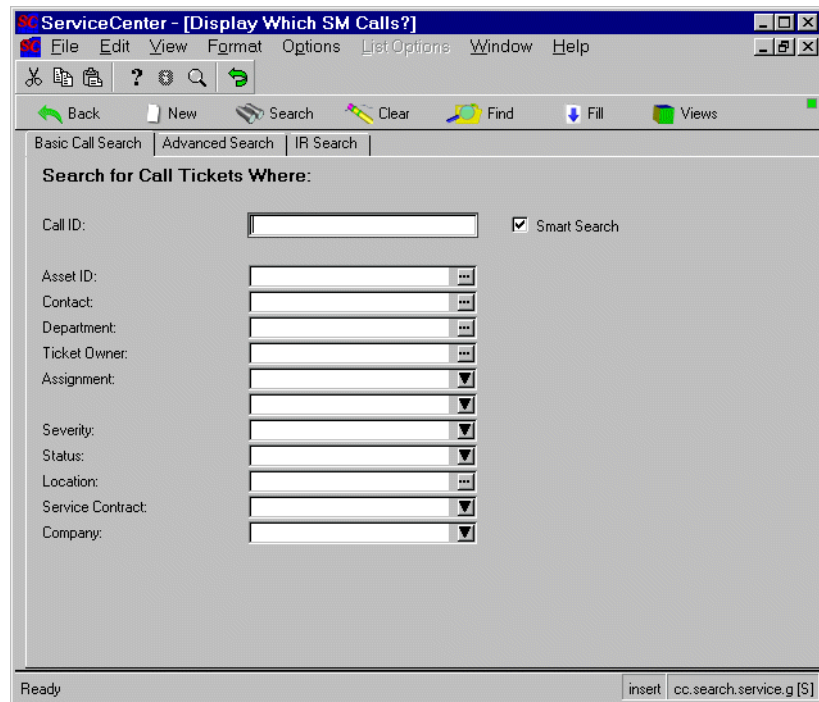 SC ServiceCenter - [Display Which SM Calls?]
SC File Edit View Format Options List Options Window Help
?
Back New Search Clear Find Fill Views
Basic Call Search Advanced Search IR Search
Search for Call Tickets Where:
Call ID: Smart Search
Asset ID:
Contact:
Department:
Ticket Owner:
Assignment:
Severity:
Status:
Location:
Service Contract:
Company:
Ready insert cc.search.service.g [S]